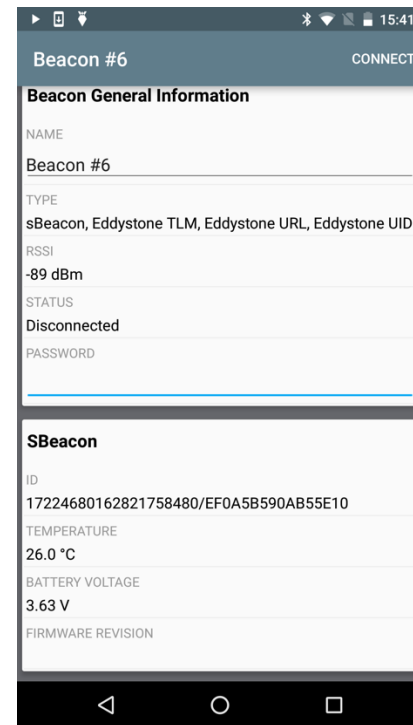 15:41
Beacon #6
CONNECT
Beacon General Information
NAME
Beacon #6
TYPE
sBeacon, Eddystone TLM, Eddystone URL, Eddystone UID
RSSI
-89 dBm
STATUS
Disconnected
PASSWORD
SBeacon
ID
17224680162821758480/EF0A5B590AB55E10
TEMPERATURE
26.0 °C
BATTERY VOLTAGE
3.63 V
FIRMWARE REVISION